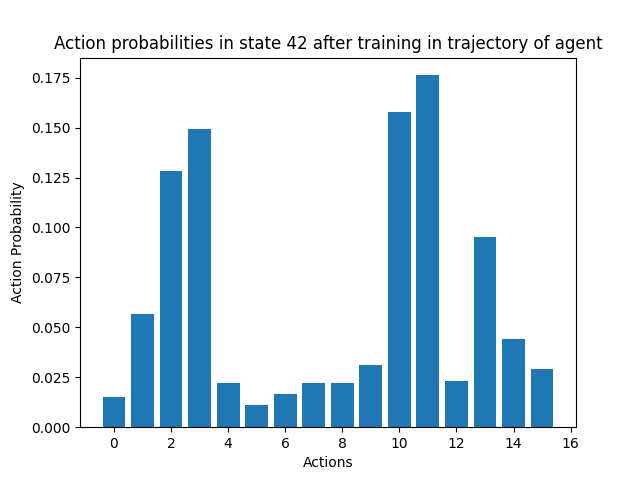 Action probabilities in state 42 after training in trajectory of agent
0.175
0.150
0.125
0.100
0.075
0.050
0.025
0.000
Action Probability
0 2 4 6 8 10 12 14 16
Actions